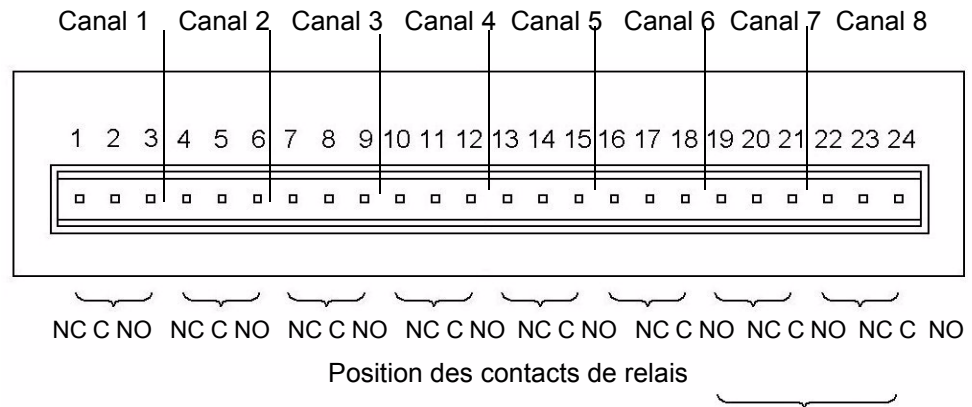 Canal 1 Canal 2 Canal 3 Canal 4 Canal 5 Canal 6 Canal 7 Canal 8
1 2 3 4 5 6 7 8 9 10 11 12 13 14 15 16 17 18 19 20 21 22 23 24
NC C NO NC C NO NC C NO NC C NO NC C NO NC C NO NC C NO NC C NO
Position des contacts de relais